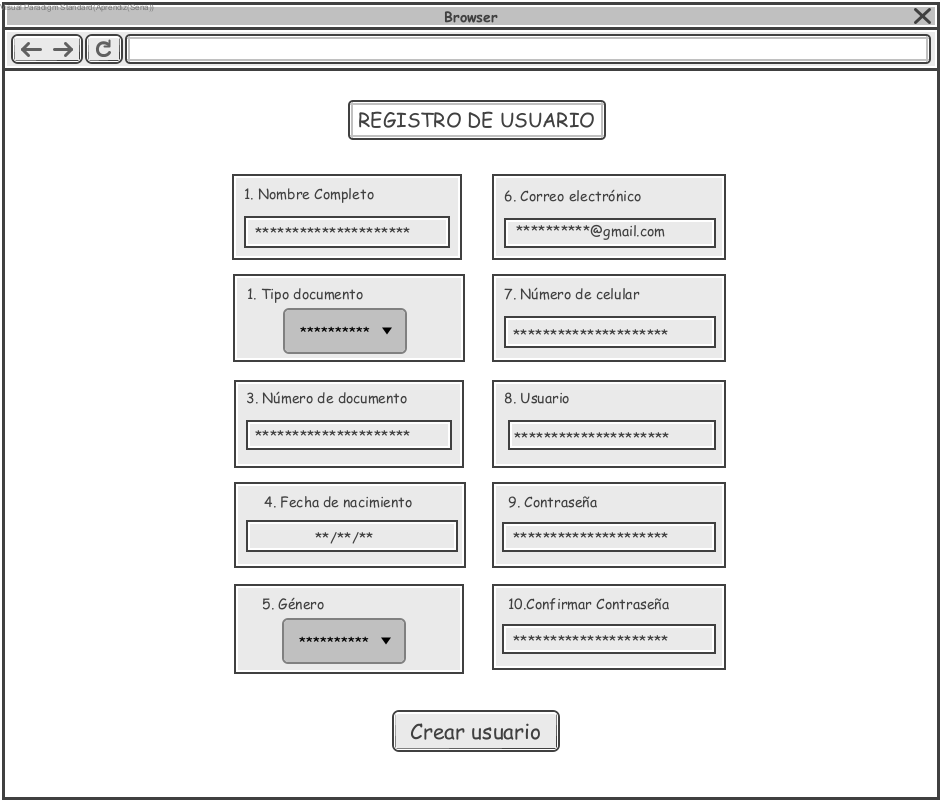 Visual Paradigm Standard(Aprendiz(Sena))
Browser
REGISTRO DE USUARIO
1. Nombre Completo
*********************
1. Tipo documento
**********
3. Número de documento
*********************
4. Fecha de nacimiento
**/**/**
5. Género
**********
6. Correo electrónico
**********@gmail.com
7. Número de celular
*********************
8. Usuario
*********************
9. Contraseña
*********************
10.Confirmar Contraseña
*********************
Crear usuario